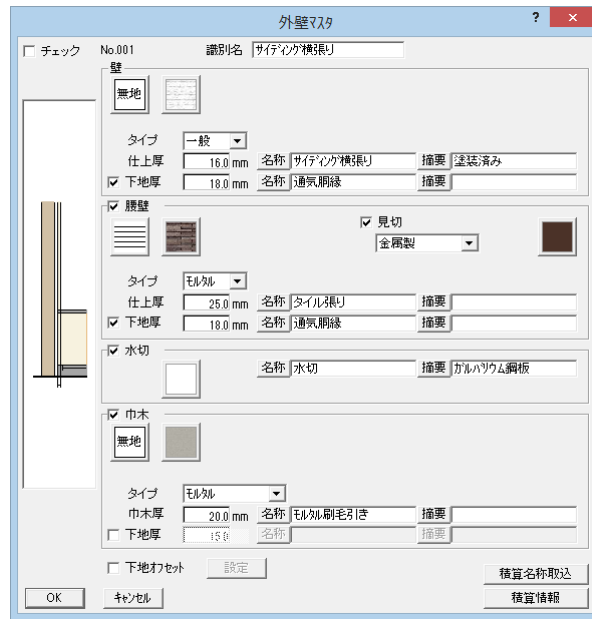 外壁ﾏｽﾀ ? ×
チェック No.001 識別名 ｻｲﾃﾞｨﾝｸﾞ横張り
壁
無地
タイプ 一般
仕上厚 16.0 mm 名称 ｻｲﾃﾞｨﾝｸﾞ横張り 摘要 塗装済み
下地厚 18.0 mm 名称 通気胴縁 摘要
腰壁 見切
金属製
タイプ ﾓﾙﾀﾙ
仕上厚 25.0 mm 名称 タイル張り 摘要
下地厚 18.0 mm 名称 通気胴縁 摘要
水切
名称 水切 摘要 ｶﾞﾙﾊﾞﾘｳﾑ鋼板
巾木
無地
タイプ ﾓﾙﾀﾙ
巾木厚 20.0 mm 名称 ﾓﾙﾀﾙ刷毛引き 摘要
下地厚 15.0 名称 摘要
下地ｵﾌｾｯﾄ 設定
積算名称取込
OK ｷｬﾝｾﾙ 積算情報